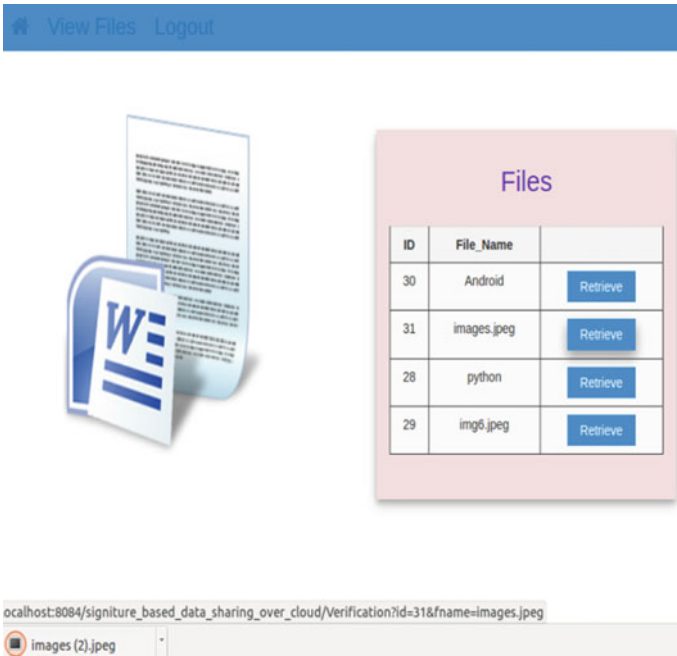 View Files Logout
Files
ID File_Name
30 Android Retrieve
31 images.jpeg Retrieve
28 python Retrieve
29 img6.jpeg Retrieve
W
ocalhost:8084/signiture_based_data_sharing_over_cloud/Verification?id=31&fname=images.jpeg
images (2).jpeg